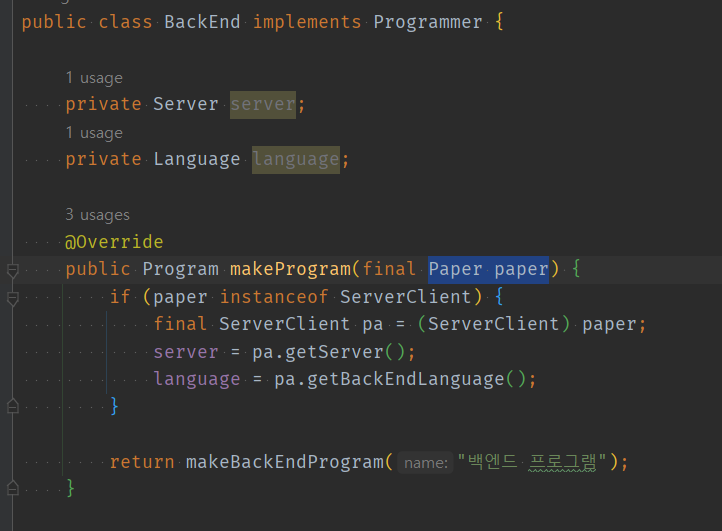 public class BackEnd implements Programmer {
1 usage
private Server server;
1 usage
private Language language;
3 usages
@Override
public Program makeProgram(final Paper paper) {
if (paper instanceof ServerClient) {
final ServerClient pa = (ServerClient) paper;
server = pa.getServer();
language = pa.getBackEndLanguage();
}
return makeBackEndProgram( name: "백엔드 프로그램");
}